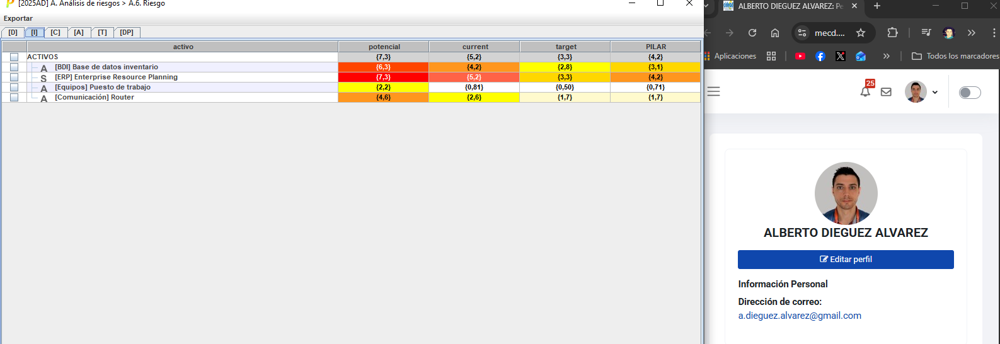 [2025AD] A. Análisis de riesgos > A.6. Riesgo
Exportar
[D] [I] [C] [A] [T] [DP]
activo potencial current target PILAR
ACTIVOS {7,3} {5,2} {3,3} {4,2}
A [BDI] Base de datos inventario {6,3} {4,2} {2,8} {3,1}
S [ERP] Enterprise Resource Planning {7,3} {5,2} {3,3} {4,2}
A [Equipos] Puesto de trabajo {2,2} {0,81} {0,50} {0,71}
A [Comunicación] Router {4,6} {2,6} {1,7} {1,7}
ALBERTO DIEGUEZ ALVAREZ: Pe
mecd....
Aplicaciones
Todos los marcadores
25
ALBERTO DIEGUEZ ALVAREZ
Editar perfil
Información Personal
Dirección de correo:
a.dieguez.alvarez@gmail.com